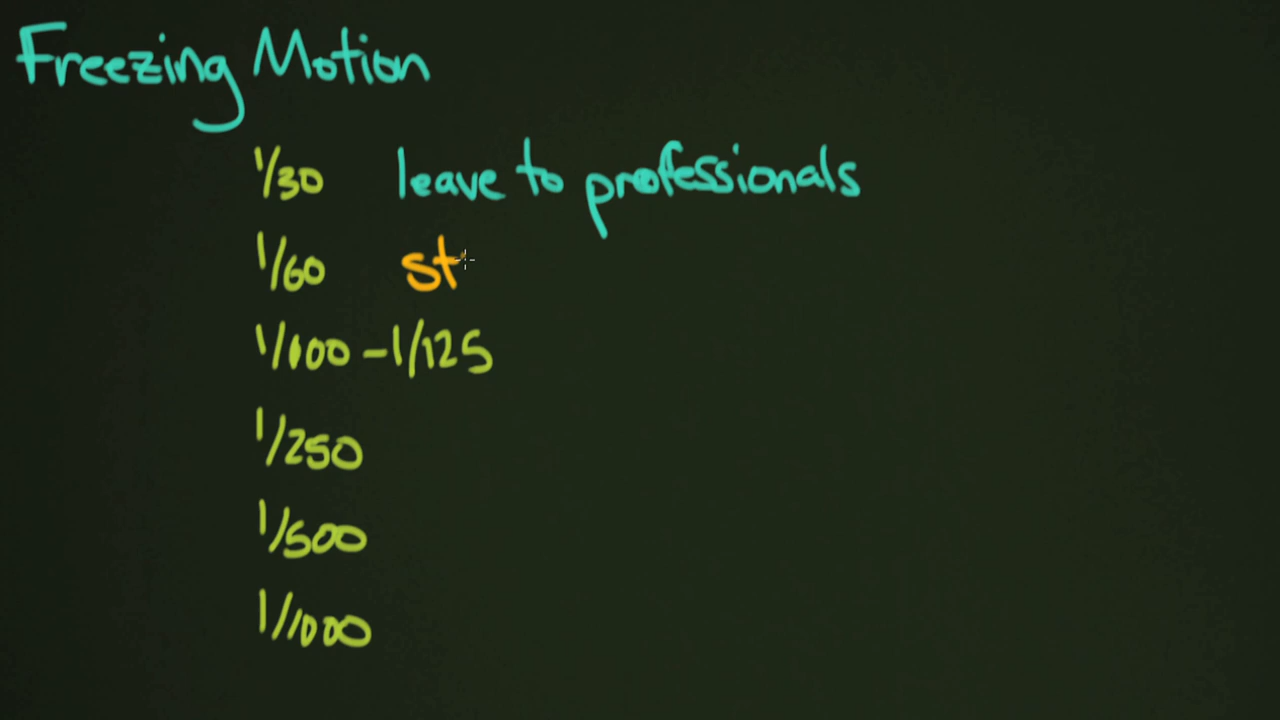 Freezing Motion
1/30 leave to professionals
1/60 st
1/100 - 1/125
1/250
1/500
1/1000